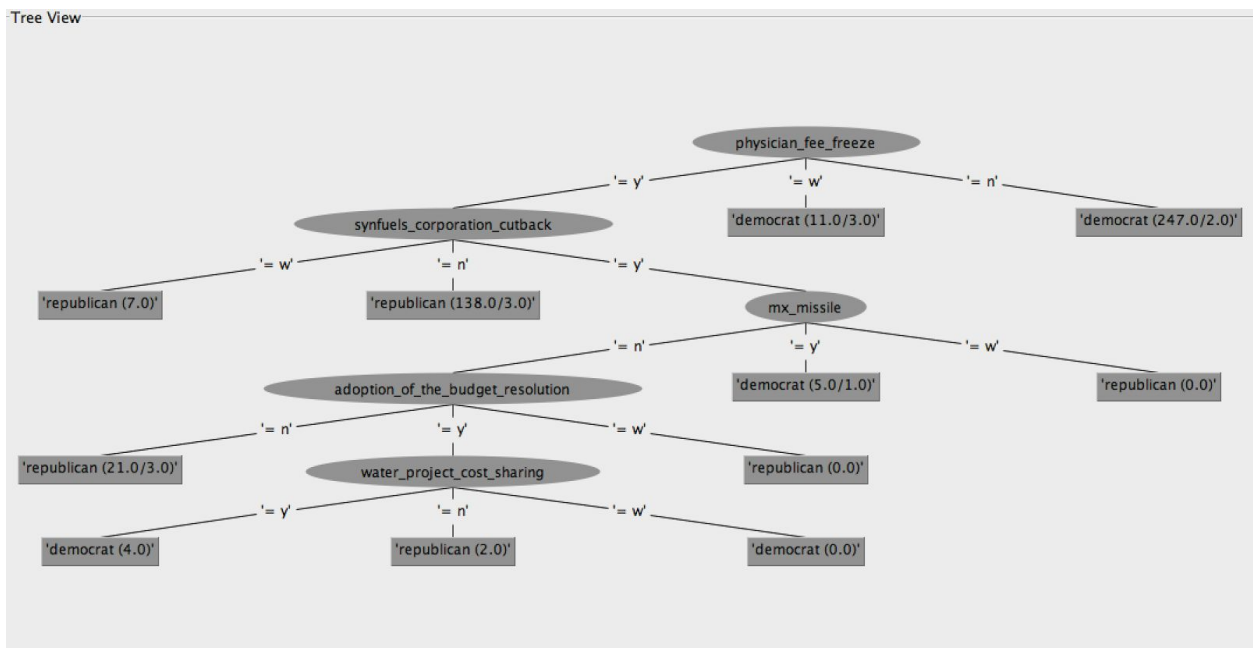 Tree View
physician_fee_freeze
'= y' '= w' '= n'
synfuels_corporation_cutback 'democrat (11.0/3.0)' 'democrat (247.0/2.0)'
'= w' '= n' '= y'
'republican (7.0)' 'republican (138.0/3.0)' mx_missile
'= n' '= y' '= w'
adoption_of_the_budget_resolution 'democrat (5.0/1.0)' 'republican (0.0)'
'= n' '= y' '= w'
'republican (21.0/3.0)' water_project_cost_sharing 'republican (0.0)'
'= y' '= n' '= w'
'democrat (4.0)' 'republican (2.0)' 'democrat (0.0)'